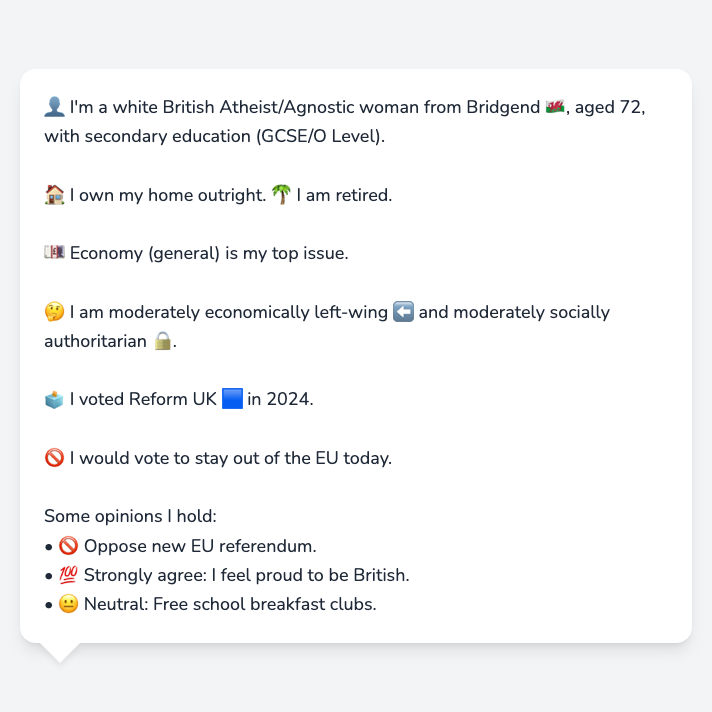 👤 I'm a white British Atheist/Agnostic woman from Bridgend 🏴󠁧󠁢󠁷󠁬󠁳󠁿, aged 72,
with secondary education (GCSE/O Level).
🏠 I own my home outright. 🌴 I am retired.
💷 Economy (general) is my top issue.
🤔 I am moderately economically left-wing ⬅️ and moderately socially
authoritarian 🔒.
🗳️ I voted Reform UK 🟦 in 2024.
🚫 I would vote to stay out of the EU today.
Some opinions I hold:
• 🚫 Oppose new EU referendum.
• 💯 Strongly agree: I feel proud to be British.
• 😐 Neutral: Free school breakfast clubs.